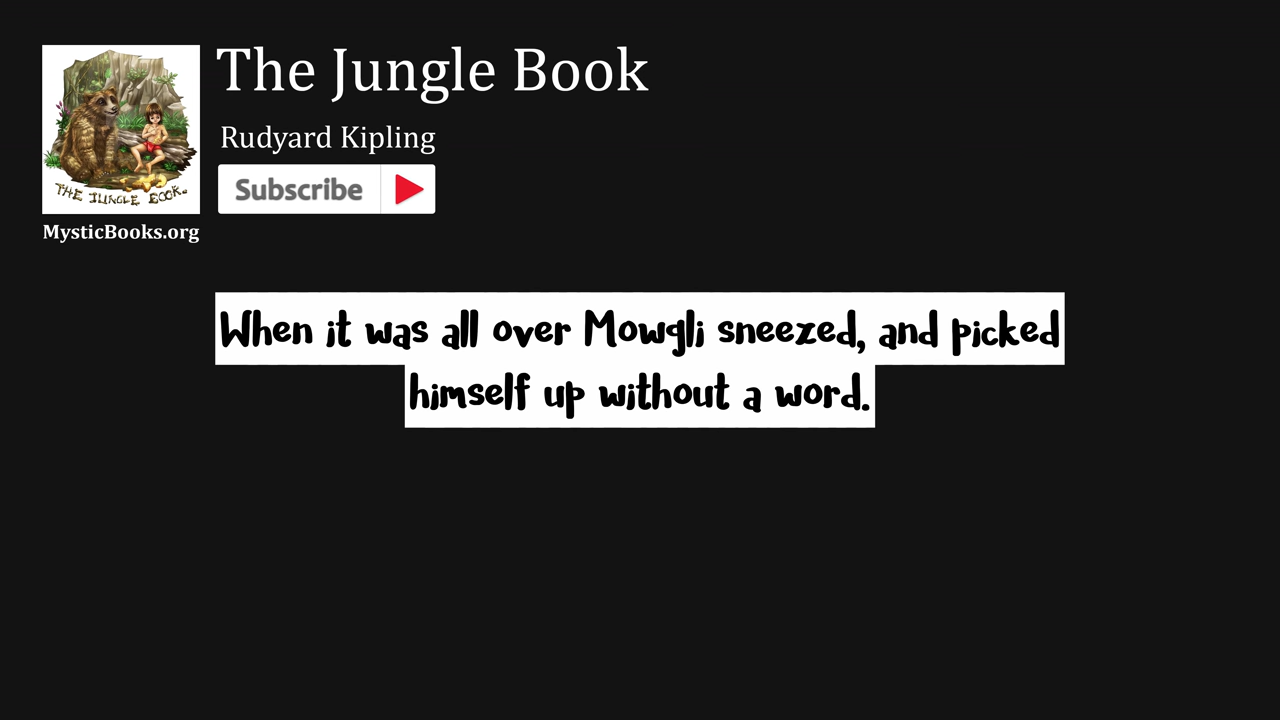 The Jungle Book
Rudyard Kipling
Subscribe
THE JUNGLE BOOK.
MysticBooks.org
When it was all over Mowgli sneezed, and picked
himself up without a word.